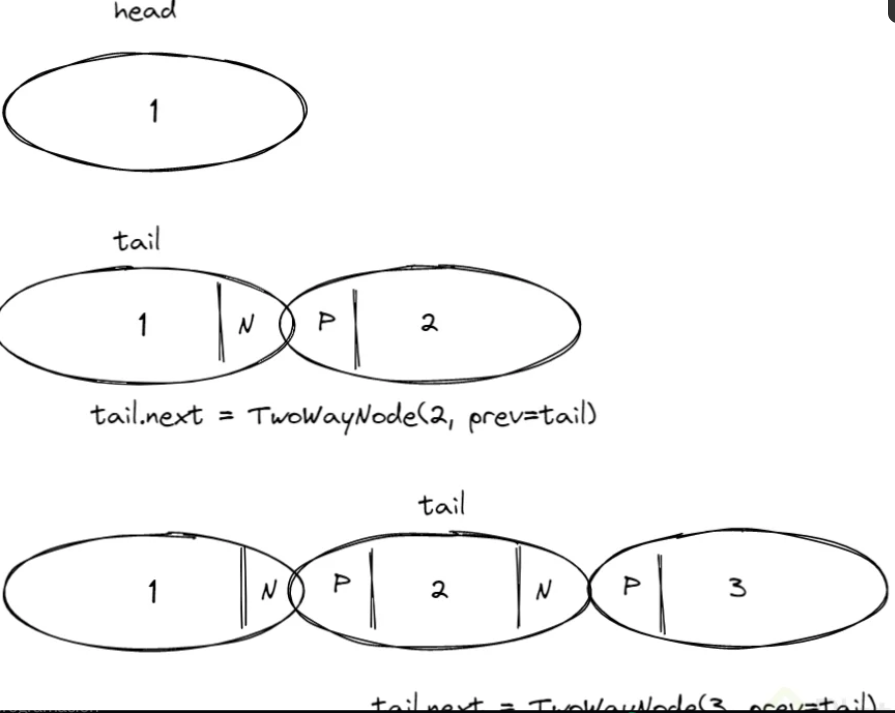 head
1
tail
1 N P 2
tail.next = TwoWayNode(2, prev=tail)
tail
1 N P 2 N P 3
tail.next = TwoWayNode(3, prev=tail)